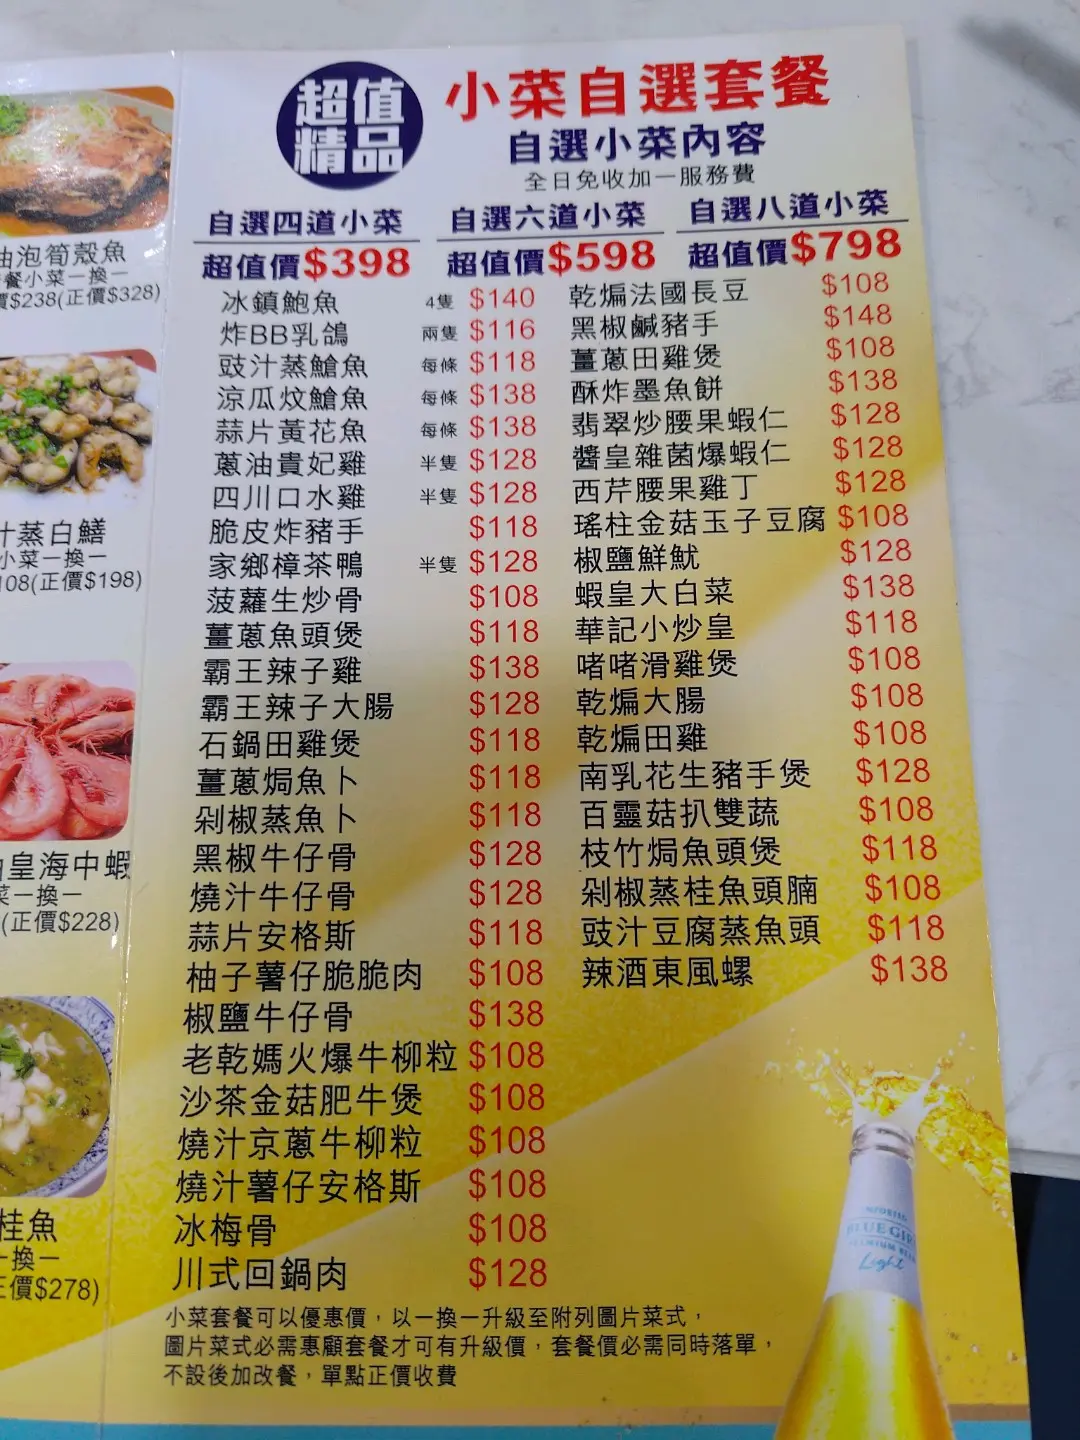 油泡筍殼魚
套餐小菜一換一
$238(正價$328)
汁蒸白鱔
小菜一換一
108(正價$198)
皇海中蝦
菜一換一
(正價$228)
桂魚
一換一
正價$278)
超值
精品
小菜自選套餐
自選小菜內容
全日免收加一服務費
自選四道小菜
超值價$398
自選六道小菜
超值價$598
自選八道小菜
超值價$798
冰鎮鮑魚 4隻 $140
炸BB乳鴿 兩隻 $116
豉汁蒸鯧魚 每條 $118
涼瓜炆鯧魚 每條 $138
蒜片黃花魚 每條 $138
蔥油貴妃雞 半隻 $128
四川口水雞 半隻 $128
脆皮炸豬手 $118
家鄉樟茶鴨 半隻 $128
菠蘿生炒骨 $108
薑蔥魚頭煲 $118
霸王辣子雞 $138
霸王辣子大腸 $128
石鍋田雞煲 $118
薑蔥焗魚卜 $118
剁椒蒸魚卜 $118
黑椒牛仔骨 $128
燒汁牛仔骨 $128
蒜片安格斯 $118
柚子薯仔脆脆肉 $108
椒鹽牛仔骨 $138
老乾媽火爆牛柳粒 $108
沙茶金菇肥牛煲 $108
燒汁京蔥牛柳粒 $108
燒汁薯仔安格斯 $108
冰梅骨 $108
川式回鍋肉 $128
乾煸法國長豆 $108
黑椒鹹豬手 $148
薑蔥田雞煲 $108
酥炸墨魚餅 $138
翡翠炒腰果蝦仁 $128
醬皇雜菌爆蝦仁 $128
西芹腰果雞丁 $128
瑤柱金菇玉子豆腐 $108
椒鹽鮮魷 $128
蝦皇大白菜 $138
華記小炒皇 $118
啫啫滑雞煲 $108
乾煸大腸 $108
乾煸田雞 $108
南乳花生豬手煲 $128
百靈菇扒雙蔬 $108
枝竹焗魚頭煲 $118
剁椒蒸桂魚頭腩 $108
豉汁豆腐蒸魚頭 $118
辣酒東風螺 $138
小菜套餐可以優惠價，以一換一升級至附列圖片菜式，
圖片菜式必需惠顧套餐才可有升級價，套餐價必需同時落單，
不設後加改餐，單點正價收費
BLUE GIRL
PREMIUM BEER